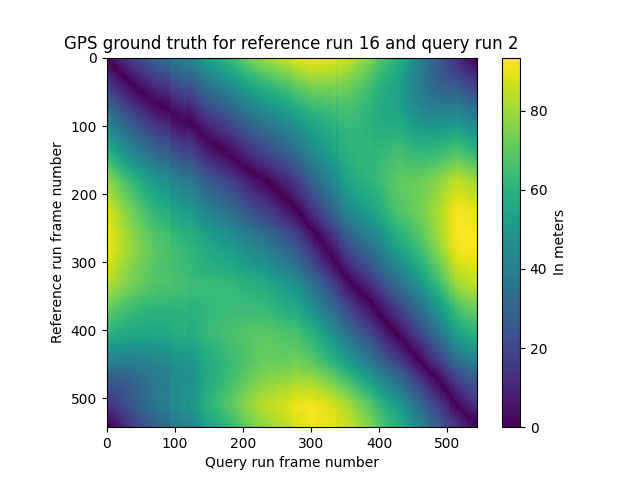 GPS ground truth for reference run 16 and query run 2
0
100
200
300
400
500
Reference run frame number
0 100 200 300 400 500
Query run frame number
80
60
40
20
0
In meters